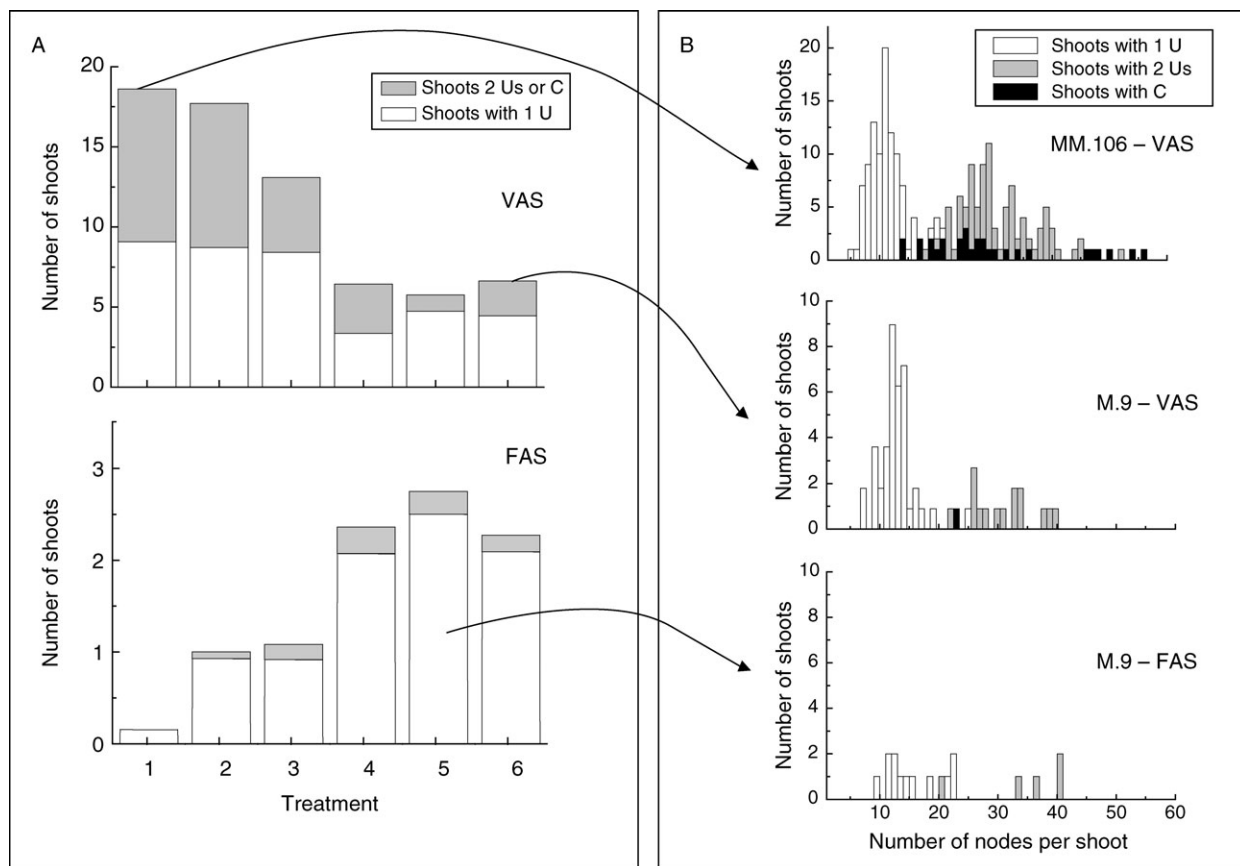 A
20
15
10
5
0
Number of shoots
Shoots 2 Us or C
Shoots with 1 U
VAS
3
2
1
0
Number of shoots
FAS
1 2 3 4 5 6
Treatment
B
20
15
10
5
0
Number of shoots
Shoots with 1 U
Shoots with 2 Us
Shoots with C
MM.106 – VAS
10
8
6
4
2
0
Number of shoots
M.9 – VAS
10
8
6
4
2
0
Number of shoots
M.9 – FAS
10 20 30 40 50 60
Number of nodes per shoot